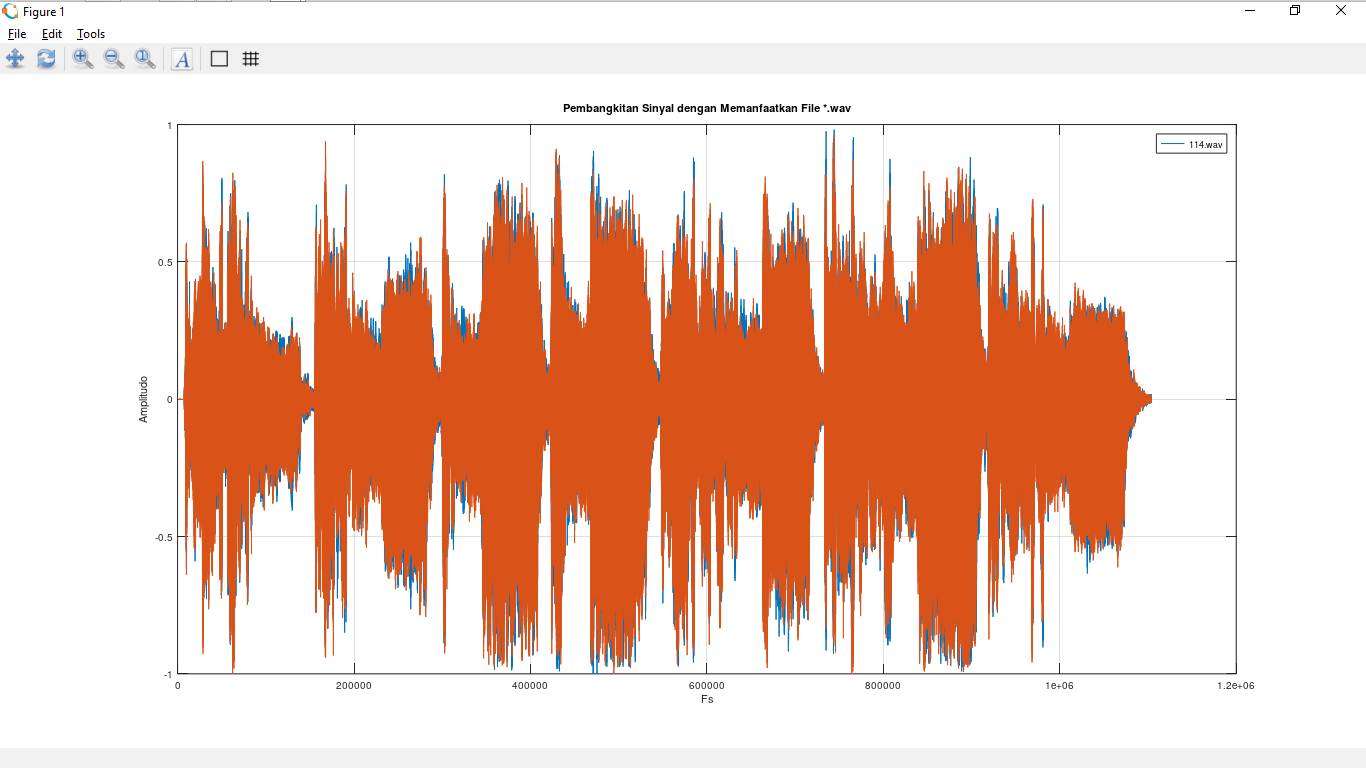 Figure 1
File Edit Tools
Pembangkitan Sinyal dengan Memanfaatkan File *.wav
114.wav
1
0.5
0
-0.5
-1
Amplitudo
0 200000 400000 600000 800000 1e+06 1.2e+06
Fs